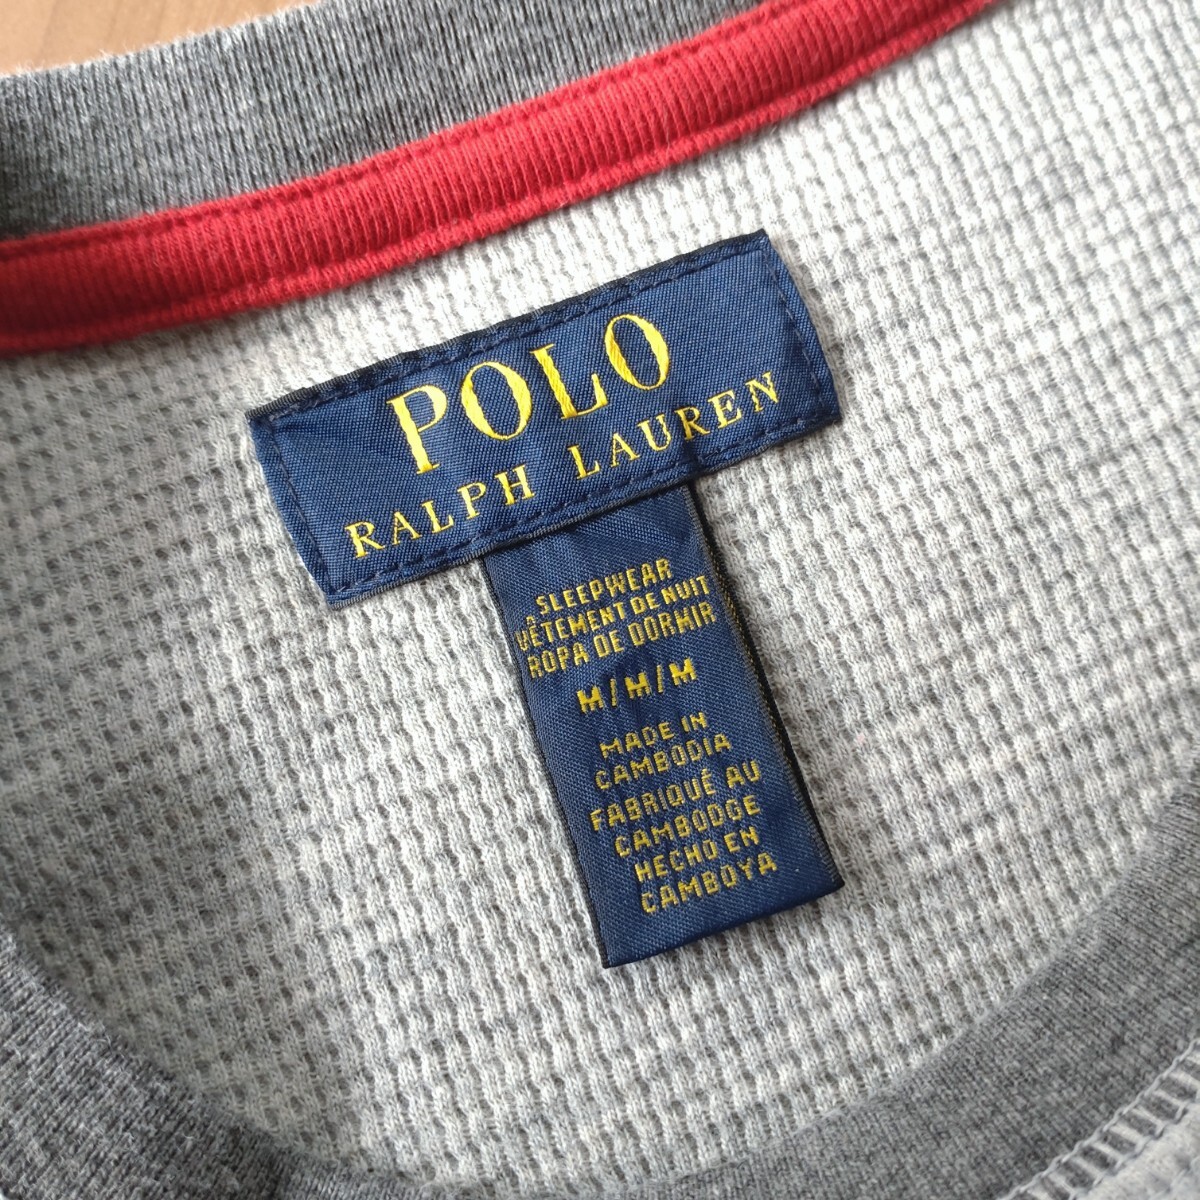 POLO
RALPH LAUREN
SLEEPWEAR
VÊTEMENT DE NUIT
ROPA DE DORMIR
M/M/M
MADE IN
CAMBODIA
FABRIQUÉ AU
CAMBODGE
HECHO EN
CAMBOYA